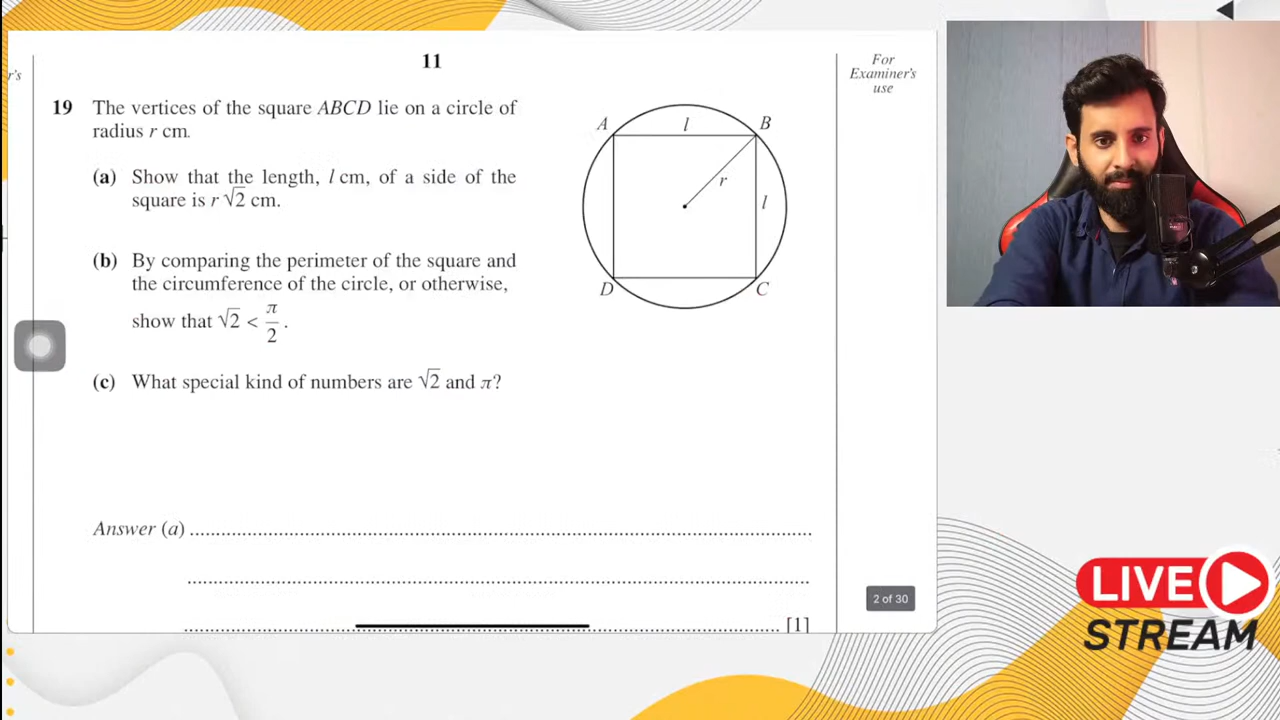 r's
11
For
Examiner's
use
19 The vertices of the square ABCD lie on a circle of
radius r cm.
(a) Show that the length, l cm, of a side of the
square is r √2 cm.
(b) By comparing the perimeter of the square and
the circumference of the circle, or otherwise,
show that √2 < π/2 .
(c) What special kind of numbers are √2 and π?
A l B
r
l
D C
Answer (a) ........................................................................
........................................................................
........................................................................ [1]
2 of 30
LIVE
STREAM